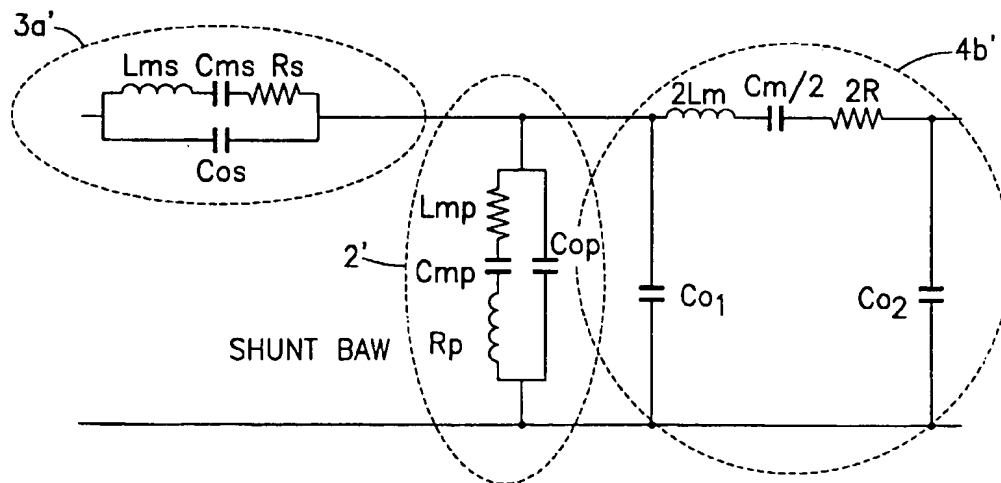 3a'
4b'
Lms Cms Rs
Cos
2Lm Cm/2 2R
Lmp
Cop
2'
Cmp
Co1
Co2
SHUNT BAW Rp